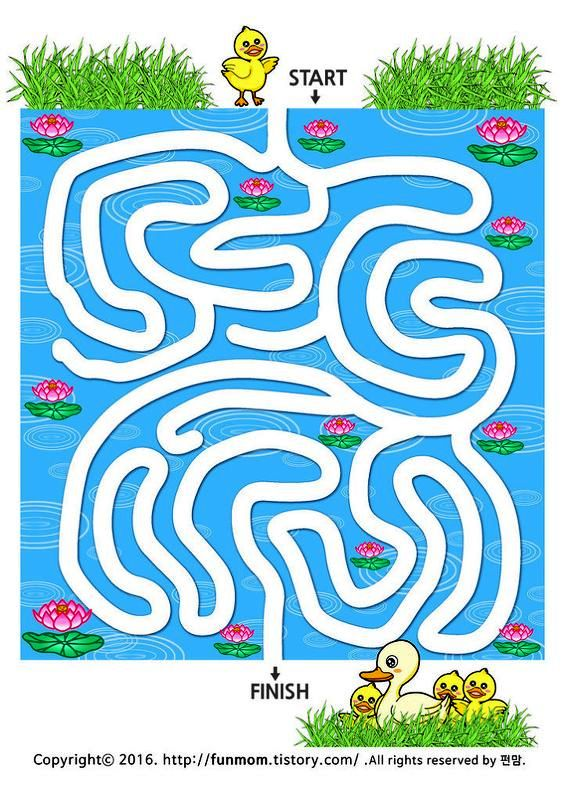 START
FINISH
Copyright© 2016. http://funmom.tistory.com/ .All rights reserved by 펀맘.